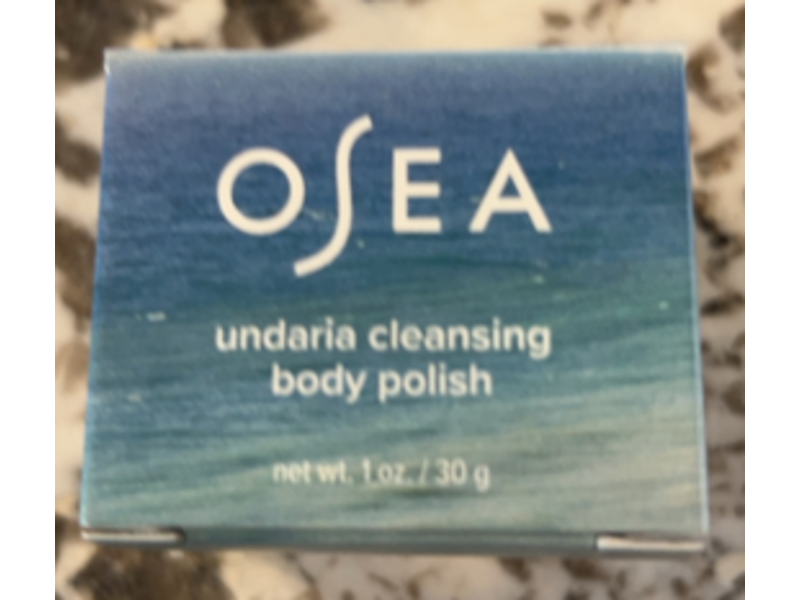 OSEA
undaria cleansing
body polish
net wt. 1 oz. / 30 g